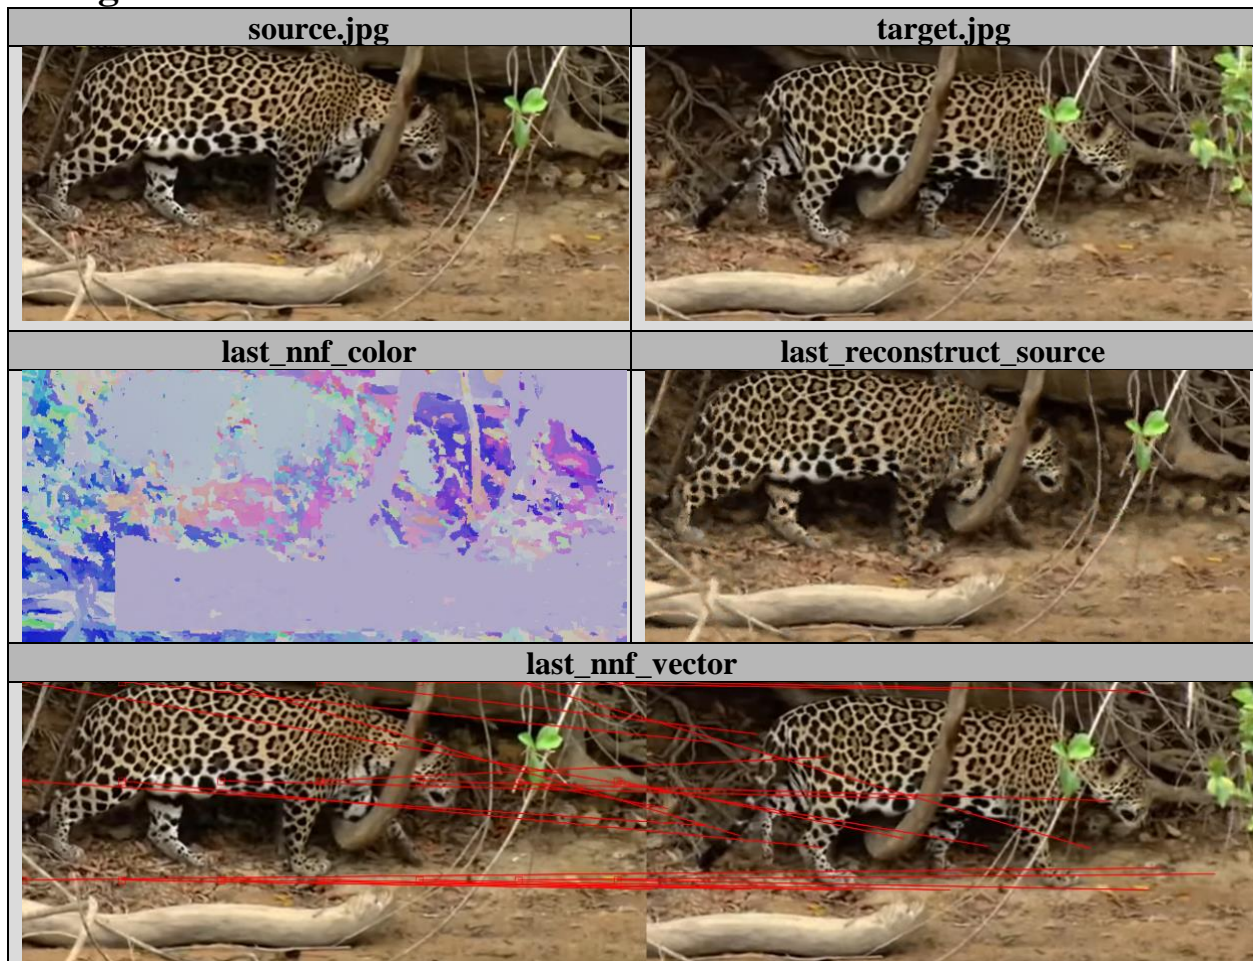 source.jpg
target.jpg
last_nnf_color
last_reconstruct_source
last_nnf_vector